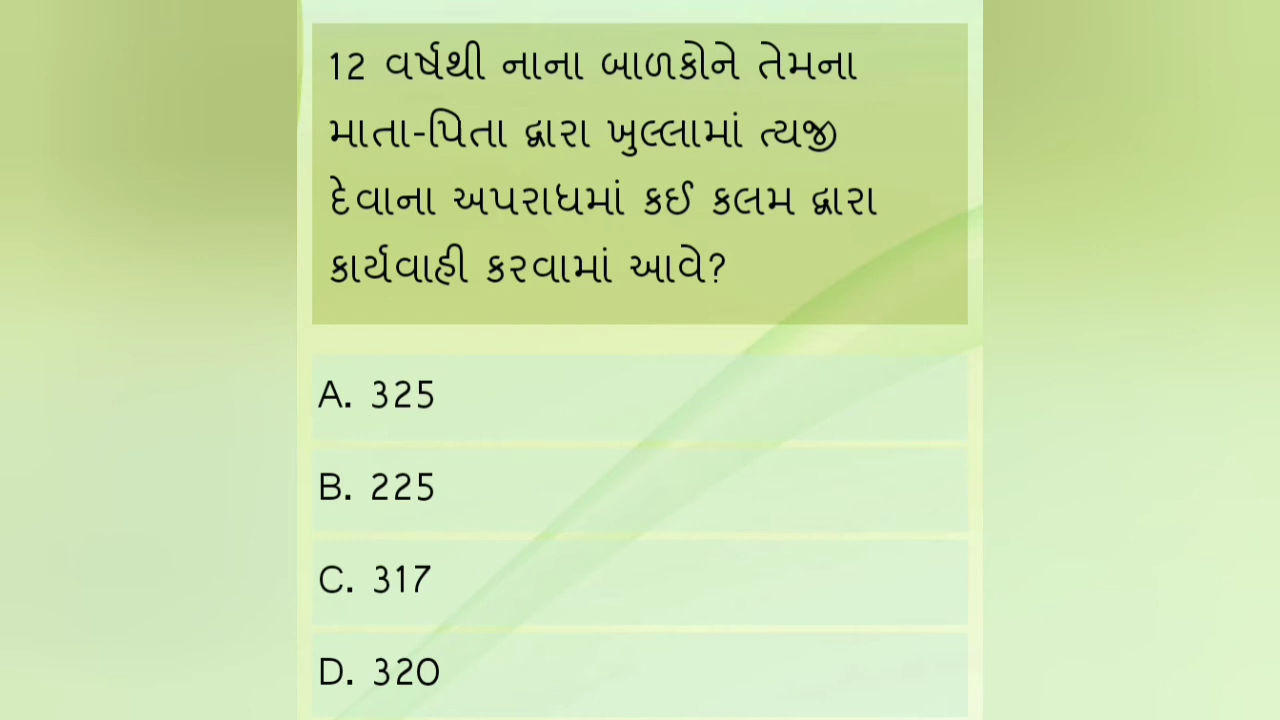 12 વર્ષથી નાના બાળકોને તેમના
માતા-પિતા દ્વારા ખુલ્લામાં ત્યજી
દેવાના અપરાધમાં કઈ કલમ દ્વારા
કાર્યવાહી કરવામાં આવે?
A. 325
B. 225
C. 317
D. 320